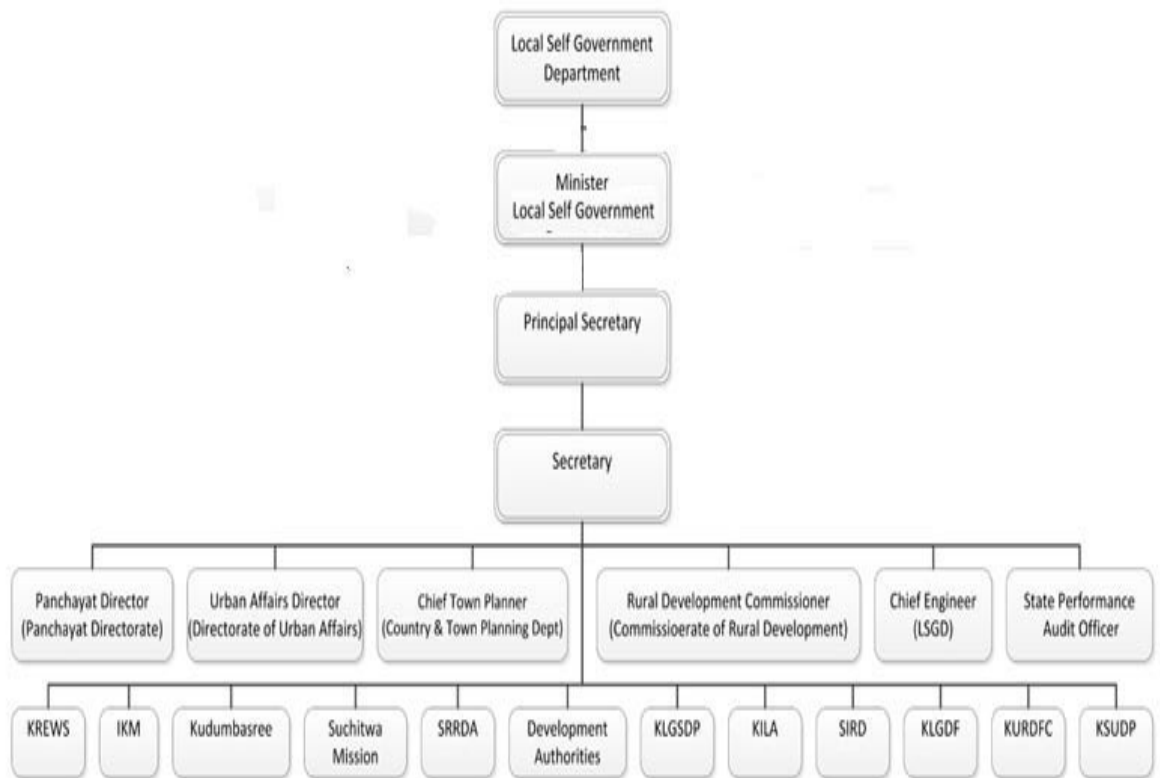 Local Self Government
Department
Minister
Local Self Government
Principal Secretary
Secretary
Panchayat Director
(Panchayat Directorate)
Urban Affairs Director
(Directorate of Urban Affairs)
Chief Town Planner
(Country & Town Planning Dept)
Rural Development Commissioner
(Commissioerate of Rural Development)
Chief Engineer
(LSGD)
State Performance
Audit Officer
KREWS
IKM
Kudumbasree
Suchitwa
Mission
SRRDA
Development
Authorities
KLGSDP
KILA
SIRD
KLGDF
KURDFC
KSUDP